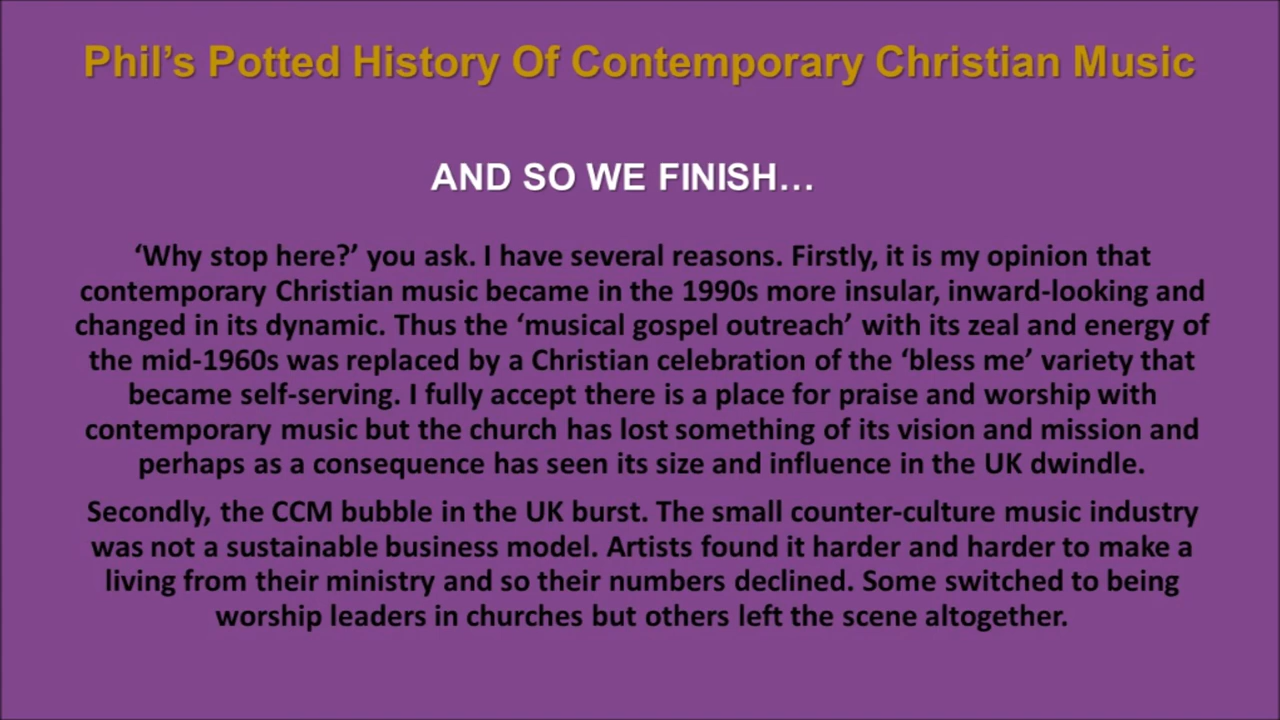 Phil’s Potted History Of Contemporary Christian Music
AND SO WE FINISH…
‘Why stop here?’ you ask. I have several reasons. Firstly, it is my opinion that
contemporary Christian music became in the 1990s more insular, inward-looking and
changed in its dynamic. Thus the ‘musical gospel outreach’ with its zeal and energy of
the mid-1960s was replaced by a Christian celebration of the ‘bless me’ variety that
became self-serving. I fully accept there is a place for praise and worship with
contemporary music but the church has lost something of its vision and mission and
perhaps as a consequence has seen its size and influence in the UK dwindle.
Secondly, the CCM bubble in the UK burst. The small counter-culture music industry
was not a sustainable business model. Artists found it harder and harder to make a
living from their ministry and so their numbers declined. Some switched to being
worship leaders in churches but others left the scene altogether.